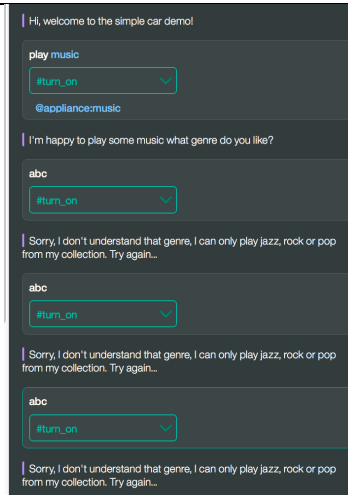 Hi, welcome to the simple car demo!
play music
#turn_on
@appliance:music
I'm happy to play some music what genre do you like?
abc
#turn_on
Sorry, I don't understand that genre, I can only play jazz, rock or pop
from my collection. Try again...
abc
#turn_on
Sorry, I don't understand that genre, I can only play jazz, rock or pop
from my collection. Try again...
abc
#turn_on
Sorry, I don't understand that genre, I can only play jazz, rock or pop
from my collection. Try again...